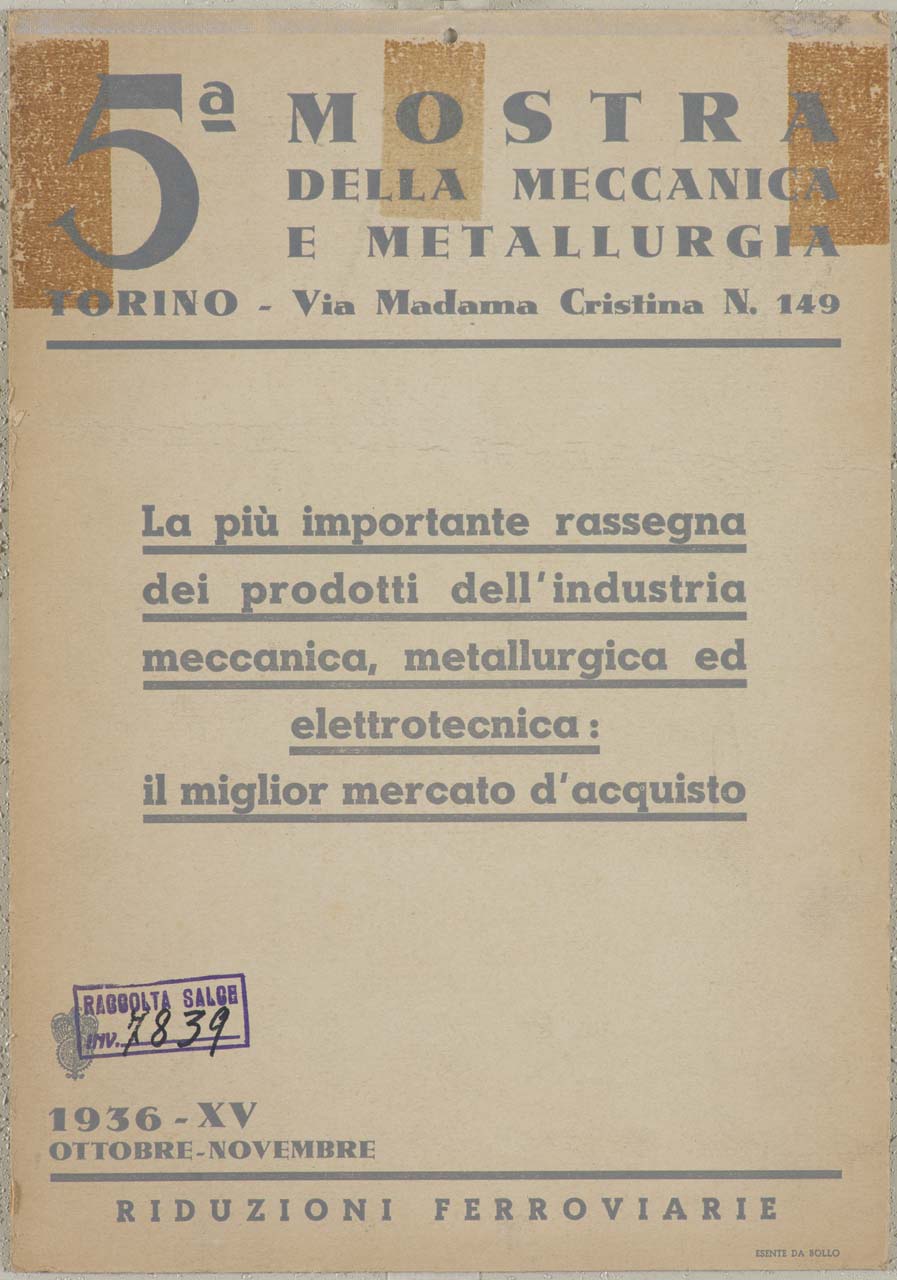 5ª MOSTRA
DELLA MECCANICA
E METALLURGIA
TORINO - Via Madama Cristina N. 149
La più importante rassegna
dei prodotti dell'industria
meccanica, metallurgica ed
elettrotecnica:
il miglior mercato d'acquisto
RACCOLTA SALCE
INV. 7839
1936 - XV
OTTOBRE-NOVEMBRE
RIDUZIONI FERROVIARIE
ESENTE DA BOLLO